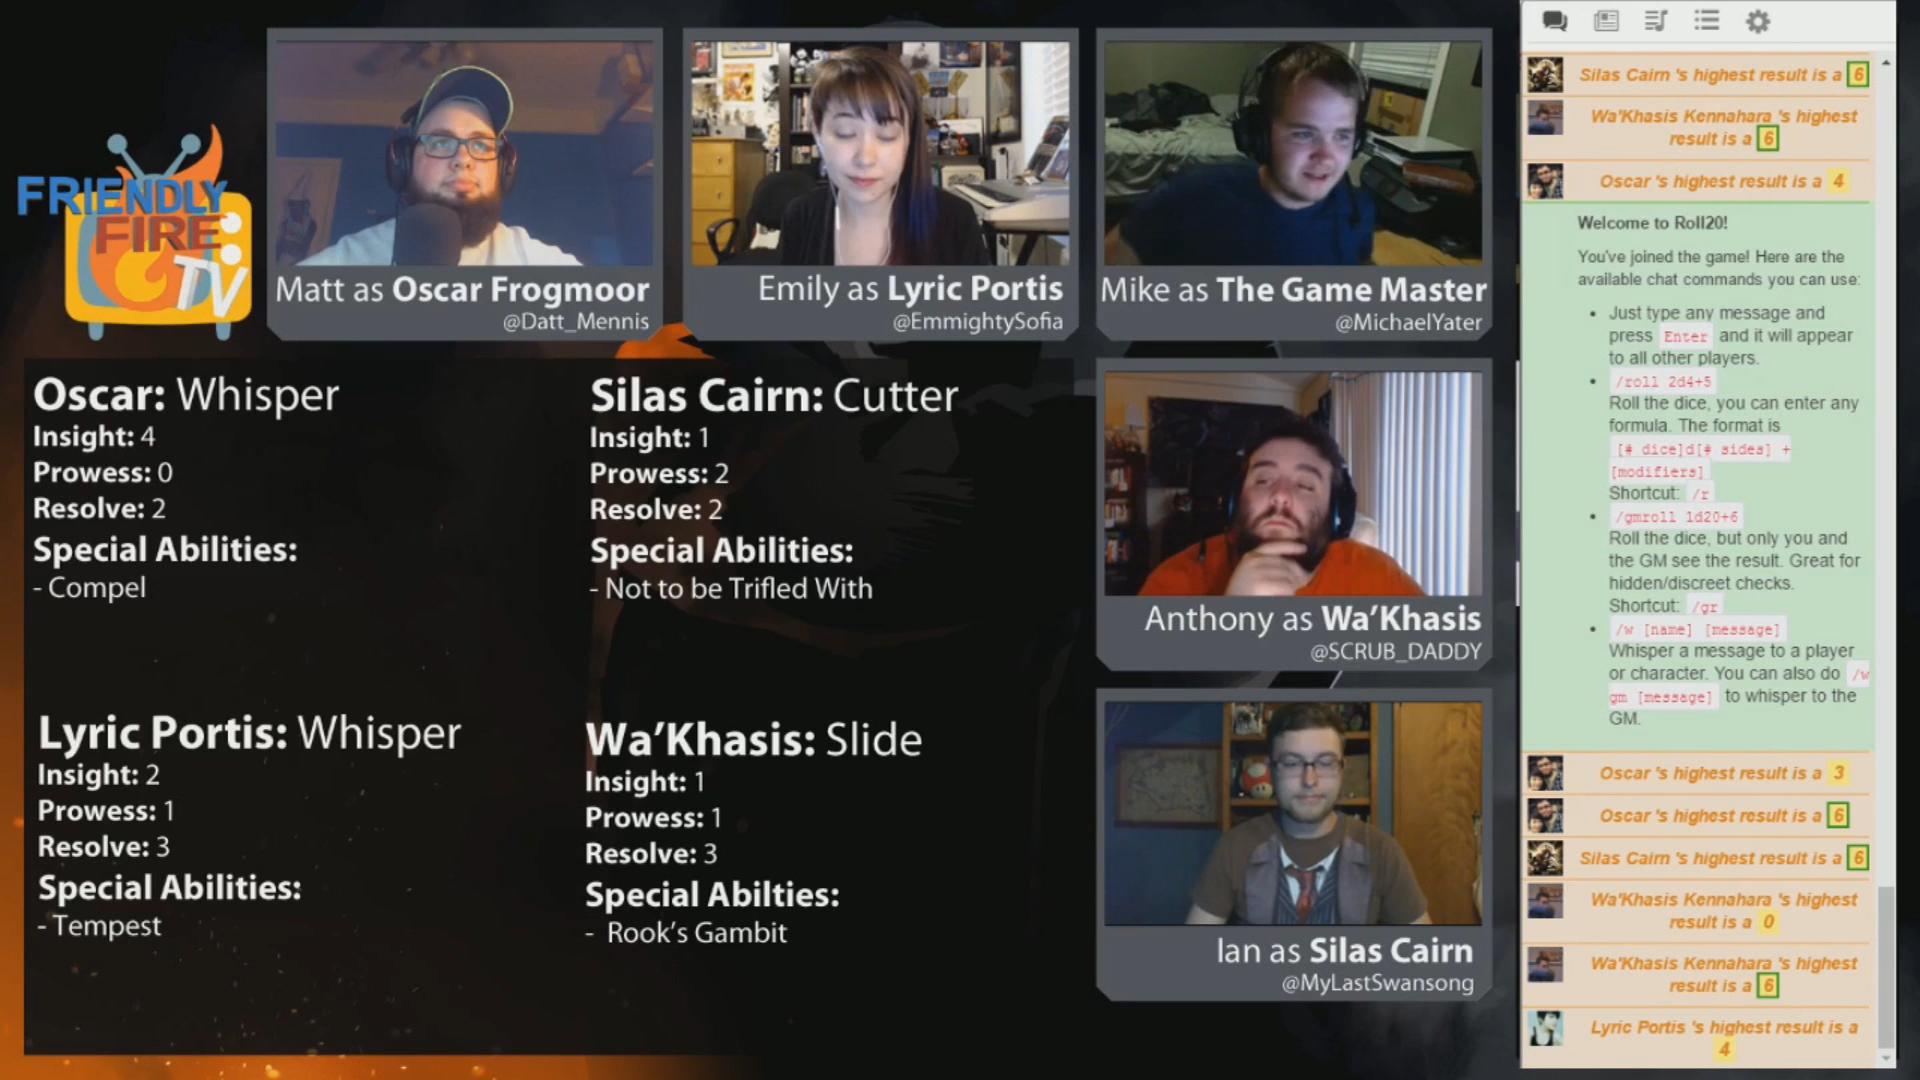 FRIENDLY
FIRE
TV
Matt as Oscar Frogmoor
@Datt_Mennis
Emily as Lyric Portis
@EmmightySofia
Mike as The Game Master
@MichaelYater
Oscar: Whisper
Insight: 4
Prowess: 0
Resolve: 2
Special Abilities:
- Compel
Silas Cairn: Cutter
Insight: 1
Prowess: 2
Resolve: 2
Special Abilities:
- Not to be Trifled With
Lyric Portis: Whisper
Insight: 2
Prowess: 1
Resolve: 3
Special Abilities:
- Tempest
Wa'Khasis: Slide
Insight: 1
Prowess: 1
Resolve: 3
Special Abilties:
- Rook's Gambit
Anthony as Wa'Khasis
@SCRUB_DADDY
Ian as Silas Cairn
@MyLastSwansong
Silas Cairn 's highest result is a 6
Wa'Khasis Kennahara 's highest
result is a 6
Oscar 's highest result is a 4
Welcome to Roll20!
You've joined the game! Here are the
available chat commands you can use:
• Just type any message and
press Enter and it will appear
to all other players.
• /roll 2d4+5
Roll the dice, you can enter any
formula. The format is
[# dice]d[# sides] +
[modifiers]
Shortcut: /r
• /gmroll 1d20+6
Roll the dice, but only you and
the GM see the result. Great for
hidden/discreet checks.
Shortcut: /gr
• /w [name] [message]
Whisper a message to a player
or character. You can also do /w
gm [message] to whisper to the
GM.
Oscar 's highest result is a 3
Oscar 's highest result is a 6
Silas Cairn 's highest result is a 6
Wa'Khasis Kennahara 's highest
result is a 0
Wa'Khasis Kennahara 's highest
result is a 6
Lyric Portis 's highest result is a
4